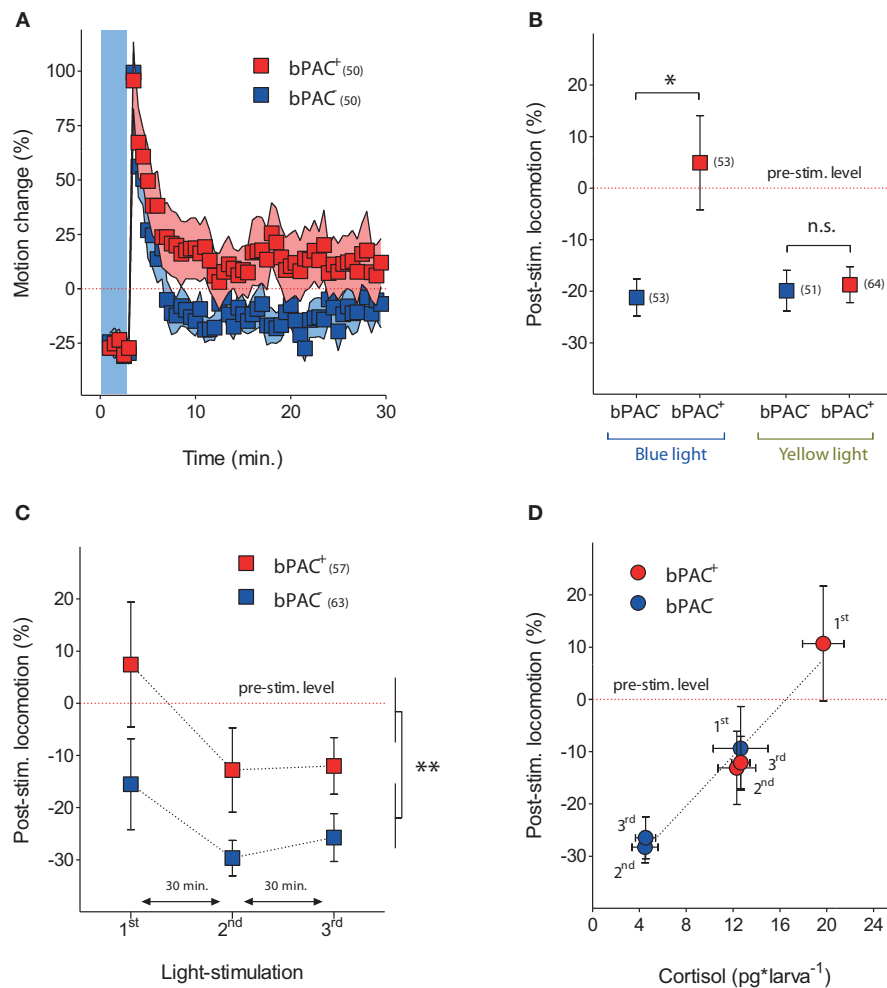 A
Motion change (%)
100
75
50
25
0
-25
bPAC⁺ (50)
bPAC⁻ (50)
0 10 20 30
Time (min.)
B
Post-stim. locomotion (%)
20
10
0
-10
-20
-30
*
(53)
pre-stim. level
n.s.
(53)
(51)
(64)
bPAC⁻ bPAC⁺ bPAC⁻ bPAC⁺
Blue light Yellow light
C
Post-stim. locomotion (%)
20
10
0
-10
-20
-30
bPAC⁺ (57)
bPAC⁻ (63)
pre-stim. level
**
30 min. 30 min.
1ˢᵗ 2ⁿᵈ 3ʳᵈ
Light-stimulation
D
Post-stim. locomotion (%)
20
10
0
-10
-20
-30
bPAC⁺
bPAC⁻
1ˢᵗ
pre-stim. level
1ˢᵗ
3ʳᵈ
2ⁿᵈ
3ʳᵈ
2ⁿᵈ
0 4 8 12 16 20 24
Cortisol (pg*larva⁻¹)